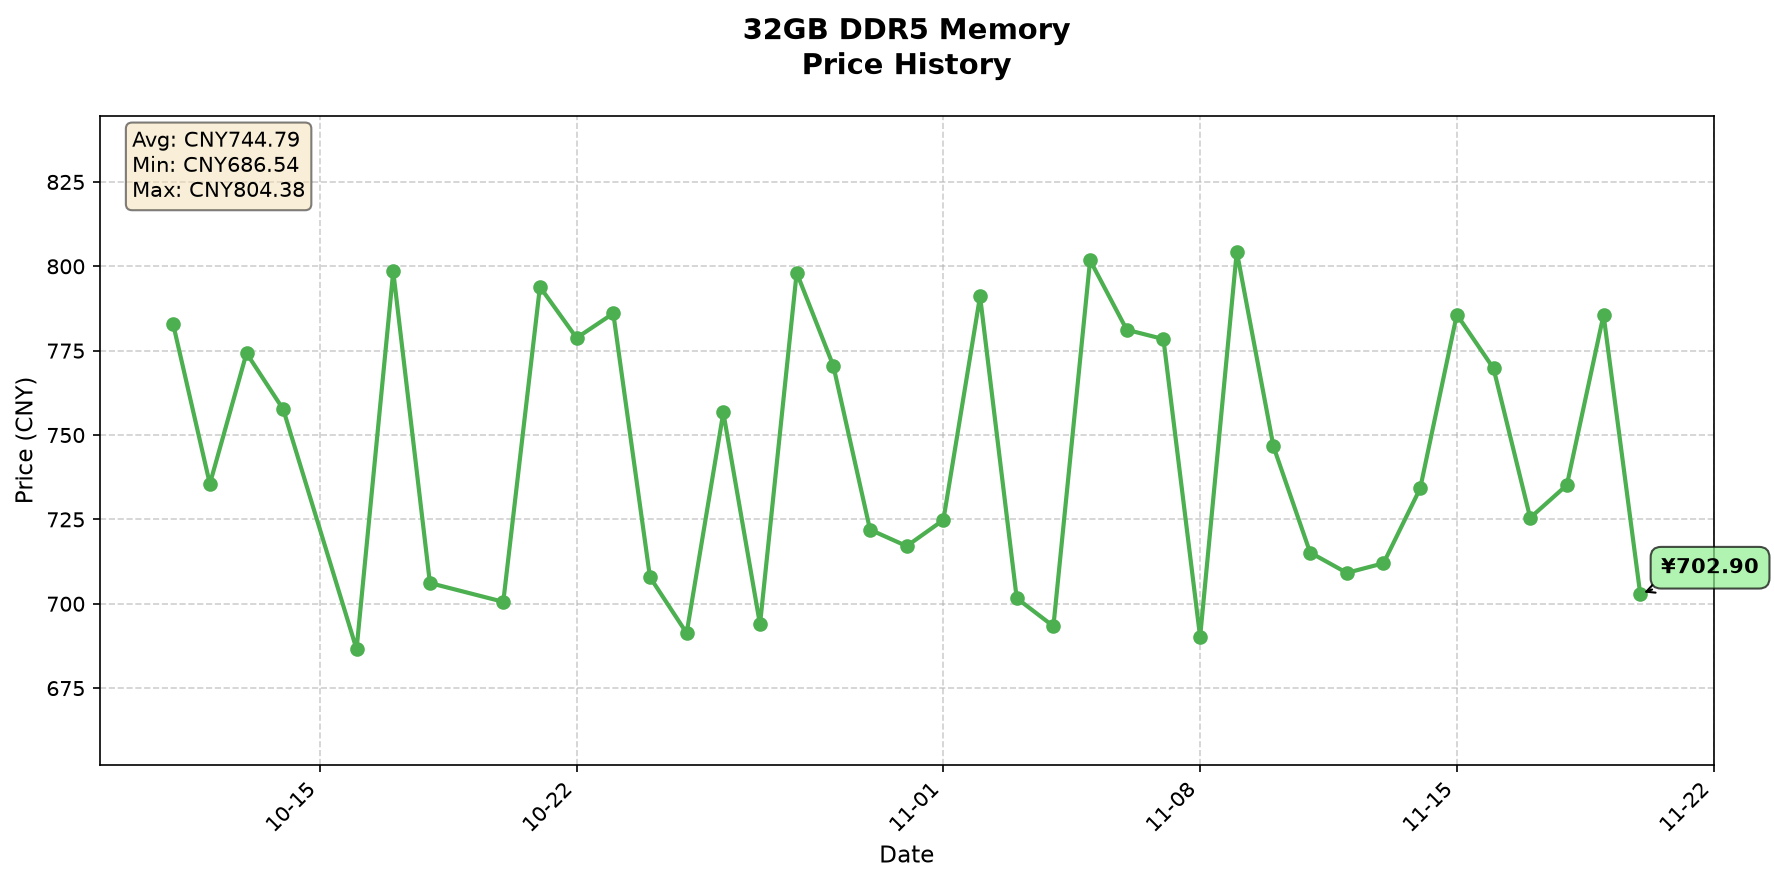 32GB DDR5 Memory
Price History
Avg: CNY744.79
Min: CNY686.54
Max: CNY804.38
825
800
775
750
725
700
675
Price (CNY)
¥702.90
10-15
10-22
11-01
11-08
11-15
11-22
Date